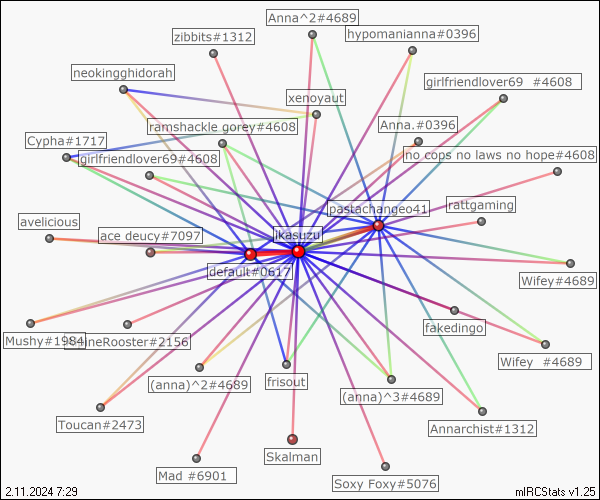 Anna^2#4689
zibbits#1312
hypomanianna#0396
neokingghidorah
girlfriendlover69 #4608
xenoyaut
ramshackle gorey#4608
Anna.#0396
Cypha#1717
girlfriendlover69#4608
no cops no laws no hope#4608
pastachangeo41
rattgaming
avelicious
ace deucy#7097
ikasuzu
default#0617
Wifey#4689
Mushy#1984
fakedingo
Wifey #4689
(anna)^2#4689
frisout
(anna)^3#4689
Toucan#2473
Annarchist#1312
Skalman
Mad #6901
Soxy Foxy#5076
2.11.2024 7:29
mIRCStats v1.25